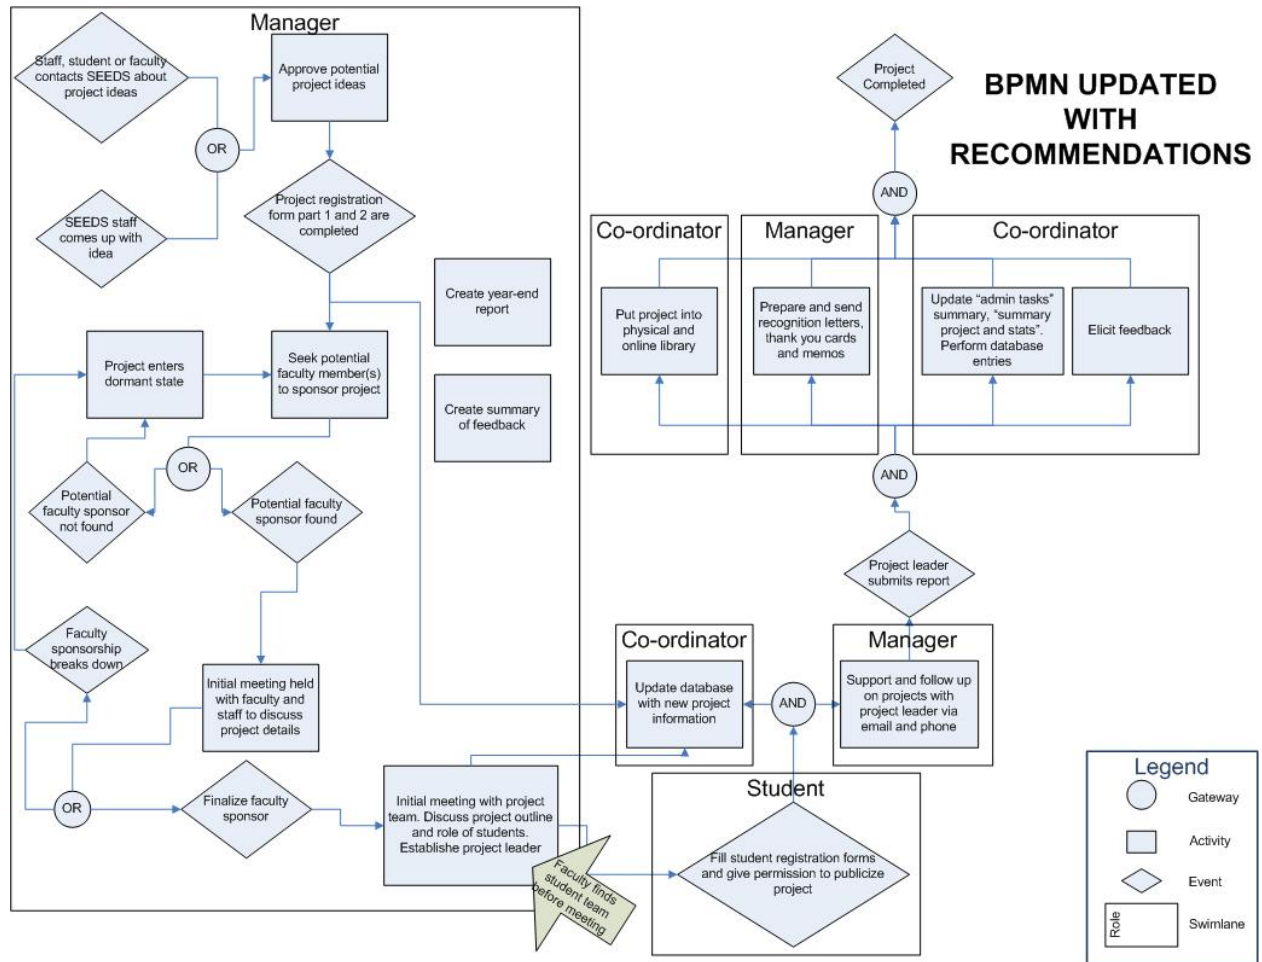 Manager
Staff, student or faculty
contacts SEEDS about
project ideas
OR
Approve potential
project ideas
SEEDS staff
comes up with
idea
Project registration
form part 1 and 2 are
completed
Create year-end
report
Project enters
dormant state
Seek potential
faculty member(s)
to sponsor project
Create summary
of feedback
OR
Potential
faculty sponsor
not found
Potential faculty
sponsor found
Faculty
sponsorship
breaks down
Initial meeting held
with faculty and
staff to discuss
project details
OR
Finalize faculty
sponsor
Initial meeting with project
team. Discuss project outline
and role of students.
Establishe project leader
Faculty finds
student team
before meeting
Project
Completed
BPMN UPDATED
WITH
RECOMMENDATIONS
AND
Co-ordinator
Put project into
physical and
online library
Manager
Prepare and send
recognition letters,
thank you cards
and memos
Co-ordinator
Update “admin tasks”
summary, “summary
project and stats”.
Perform database
entries
Elicit feedback
AND
Project leader
submits report
Co-ordinator
Update database
with new project
information
AND
Manager
Support and follow up
on projects with
project leader via
email and phone
Student
Fill student registration forms
and give permission to publicize
project
Legend
Gateway
Activity
Event
Role
Swimlane